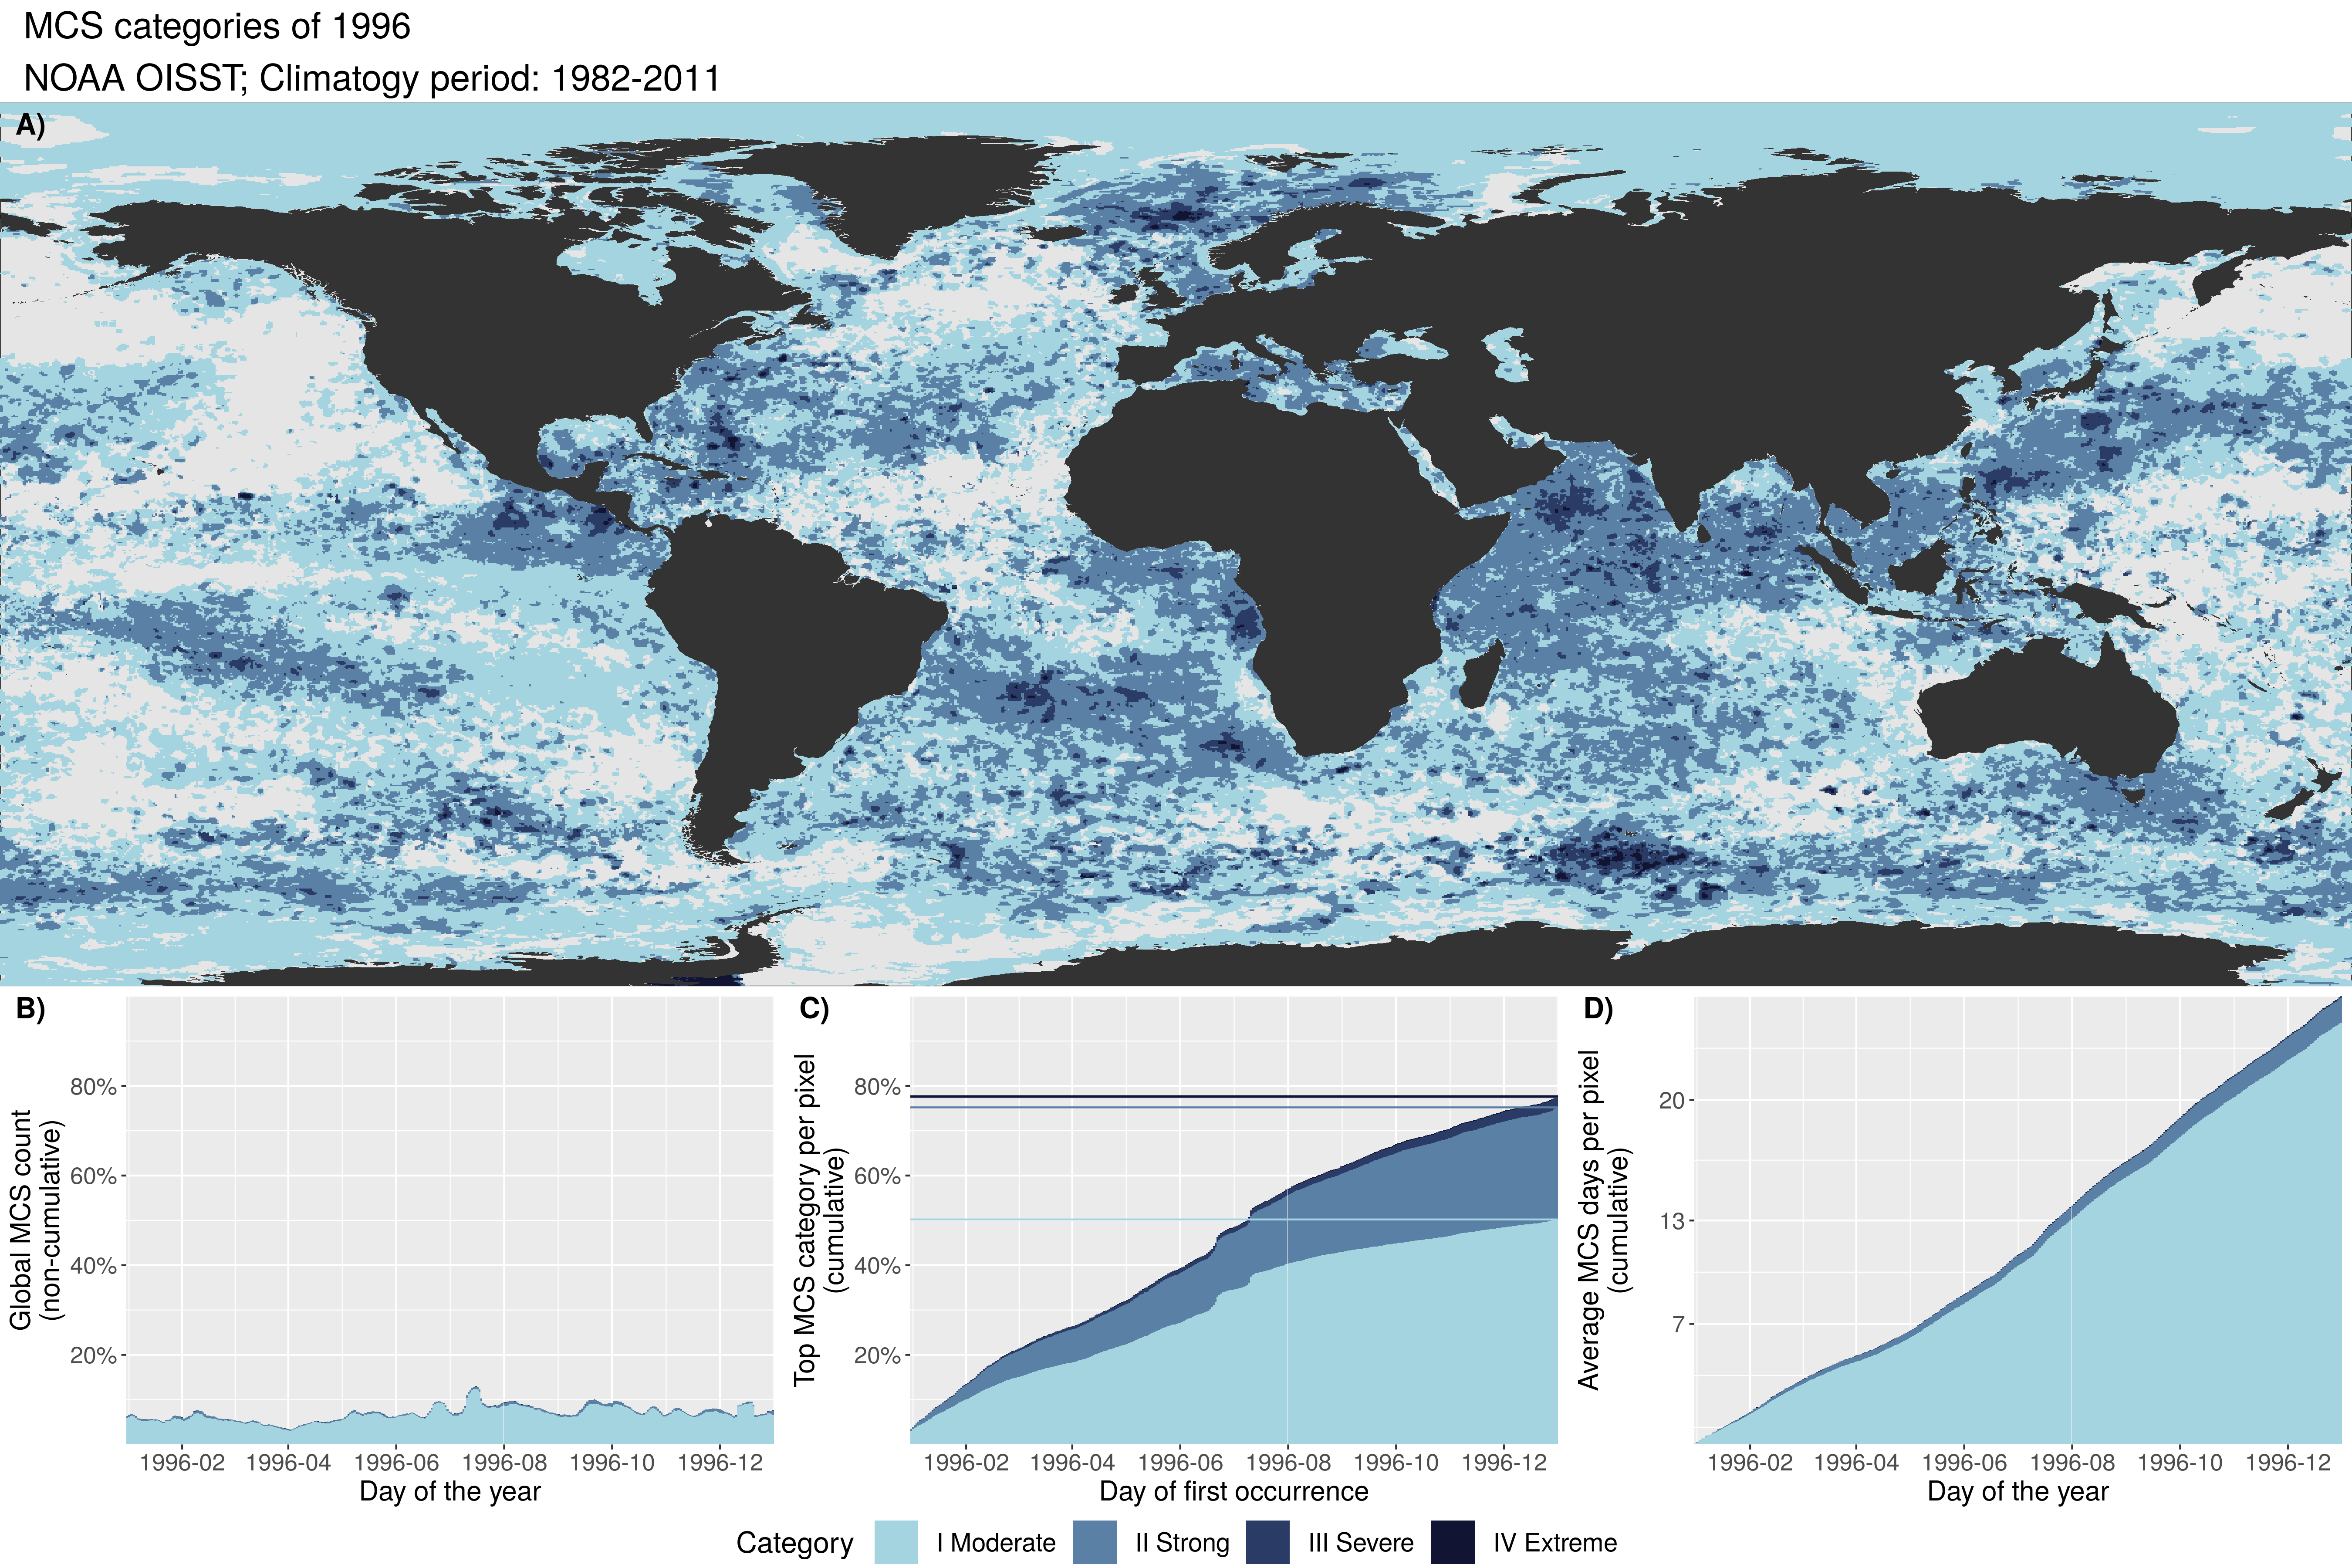 MCS categories of 1996
NOAA OISST; Climatogy period: 1982-2011
A)
B)
Global MCS count
(non-cumulative)
80%
60%
40%
20%
1996-02 1996-04 1996-06 1996-08 1996-10 1996-12
Day of the year
C)
Top MCS category per pixel
(cumulative)
80%
60%
40%
20%
1996-02 1996-04 1996-06 1996-08 1996-10 1996-12
Day of first occurrence
D)
Average MCS days per pixel
(cumulative)
20
13
7
1996-02 1996-04 1996-06 1996-08 1996-10 1996-12
Day of the year
Category I Moderate II Strong III Severe IV Extreme